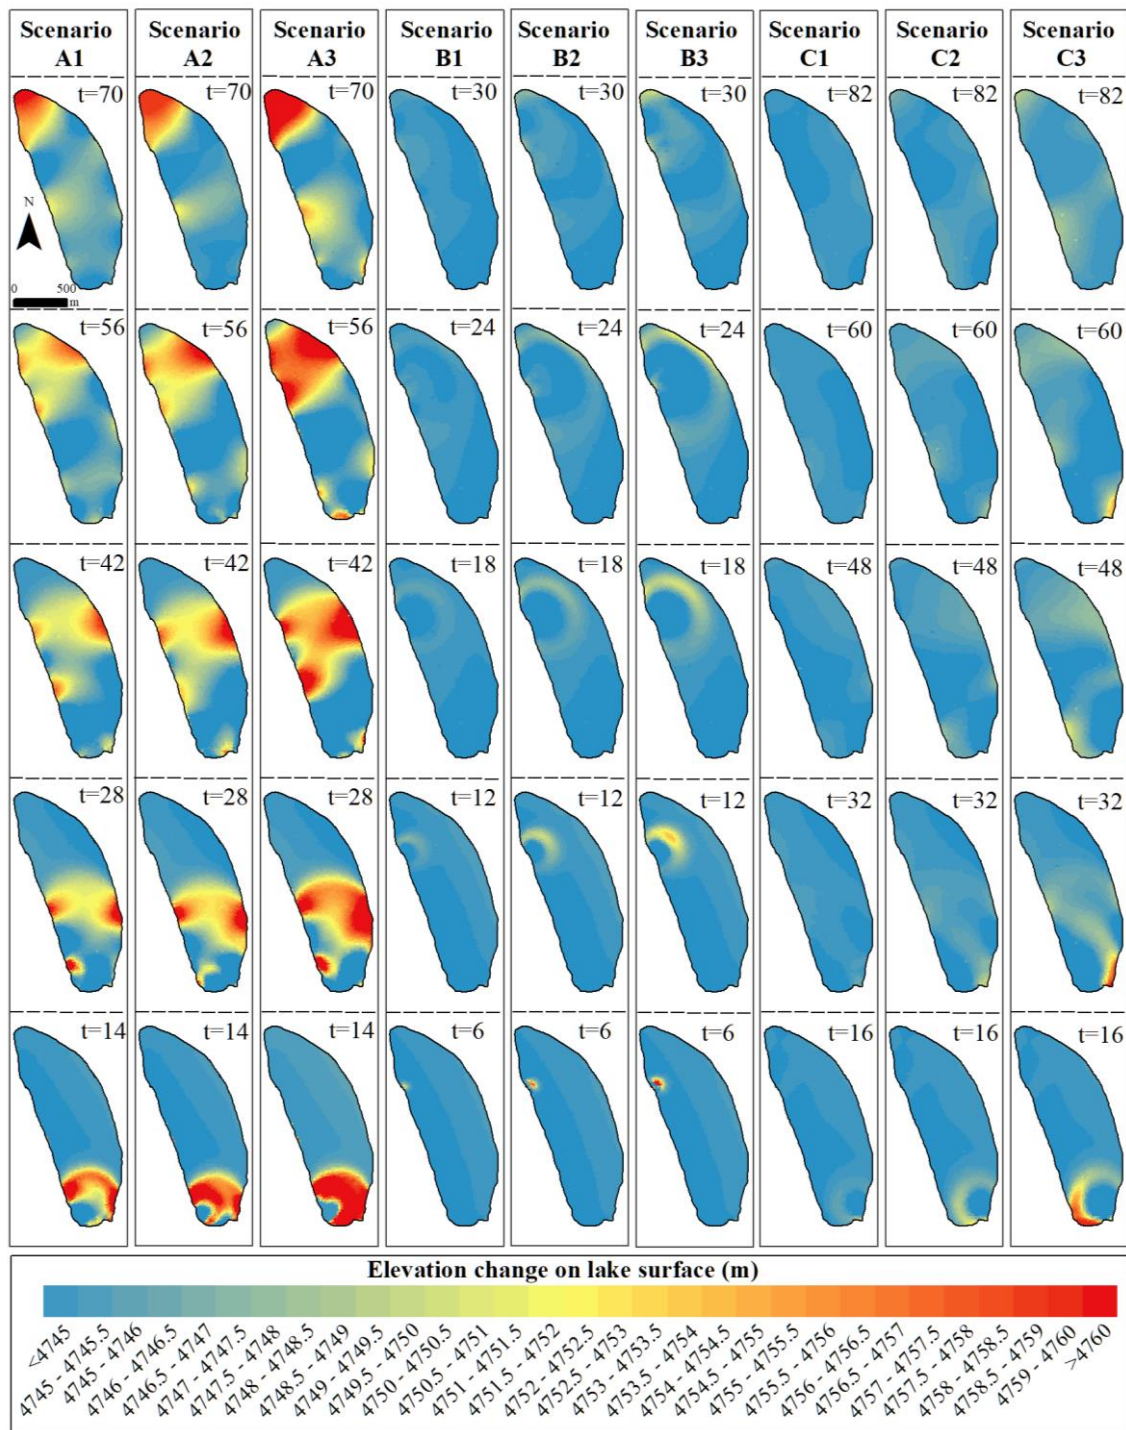 Scenario A1
Scenario A2
Scenario A3
Scenario B1
Scenario B2
Scenario B3
Scenario C1
Scenario C2
Scenario C3
t=70
t=70
t=70
t=30
t=30
t=30
t=82
t=82
t=82
N
0 500 m
t=56
t=56
t=56
t=24
t=24
t=24
t=60
t=60
t=60
t=42
t=42
t=42
t=18
t=18
t=18
t=48
t=48
t=48
t=28
t=28
t=28
t=12
t=12
t=12
t=32
t=32
t=32
t=14
t=14
t=14
t=6
t=6
t=6
t=16
t=16
t=16
Elevation change on lake surface (m)
<4745
4745 - 4745.5
4745 - 4746
4746 - 4746.5
4746.5 - 4747
4747 - 4747.5
4747.5 - 4748
4748 - 4748.5
4748.5 - 4749
4749 - 4749.5
4749.5 - 4750
4750 - 4750.5
4750.5 - 4751
4751 - 4751.5
4751.5 - 4752
4752 - 4752.5
4752.5 - 4753
4753 - 4753.5
4753.5 - 4754
4754 - 4754.5
4754.5 - 4755
4755 - 4755.5
4755.5 - 4756
4756 - 4756.5
4756.5 - 4757
4757 - 4757.5
4757.5 - 4758
4758 - 4758.5
4758.5 - 4759
4759 - 4760
>4760